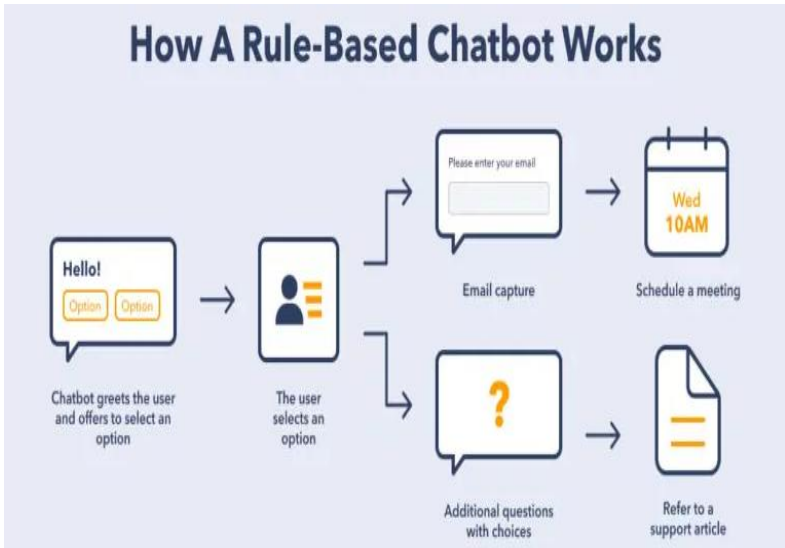 How A Rule-Based Chatbot Works
Hello!
Option Option
Chatbot greets the user
and offers to select an
option
The user
selects an
option
Please enter your email
Email capture
Wed
10AM
Schedule a meeting
?
Additional questions
with choices
Refer to a
support article